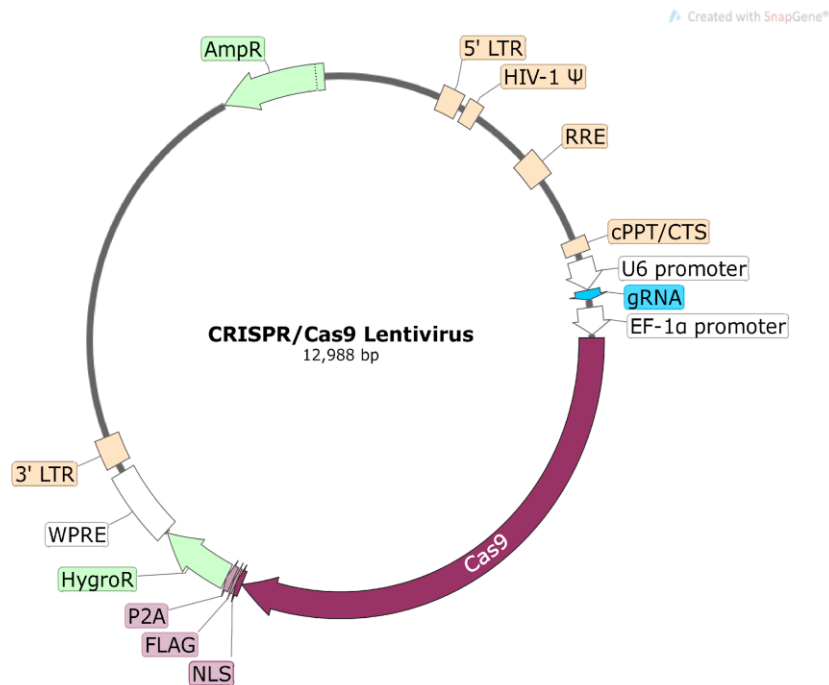 Created with SnapGene®
AmpR
5' LTR
HIV-1 Ψ
RRE
cPPT/CTS
U6 promoter
gRNA
EF-1α promoter
CRISPR/Cas9 Lentivirus
12,988 bp
3' LTR
WPRE
Cas9
HygroR
P2A
FLAG
NLS